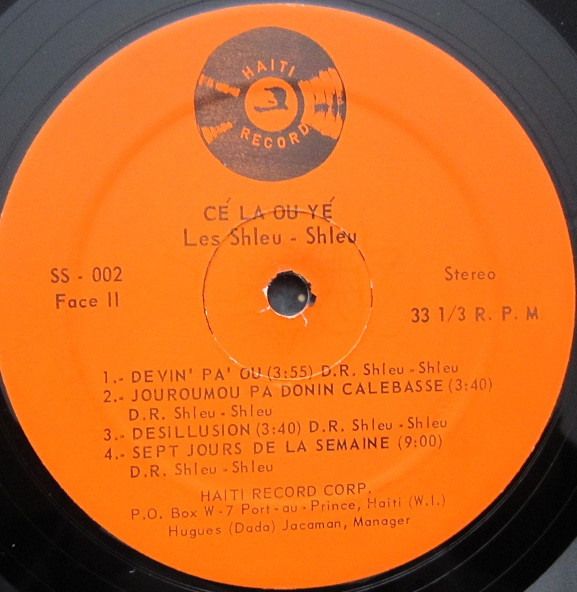 HAITI
RECORD
CÉ LA OU YÉ
Les Shleu - Shleu
SS - 002
Face II
Stereo
33 1/3 R. P. M
1.- DEVIN' PA' OU (3:55) D.R. Shleu - Shleu
2.- JOUROUMOU PA DONIN CALEBASSE (3:40)
D.R. Shleu - Shleu
3.- DESILLUSION (3:40) D.R. Shleu - Shleu
4.- SEPT JOURS DE LA SEMAINE (9:00)
D.R. Shleu - Shleu
HAITI RECORD CORP.
P.O. Box W-7 Port-au-Prince, Haiti (W.I.)
Hugues (Dada) Jacaman, Manager